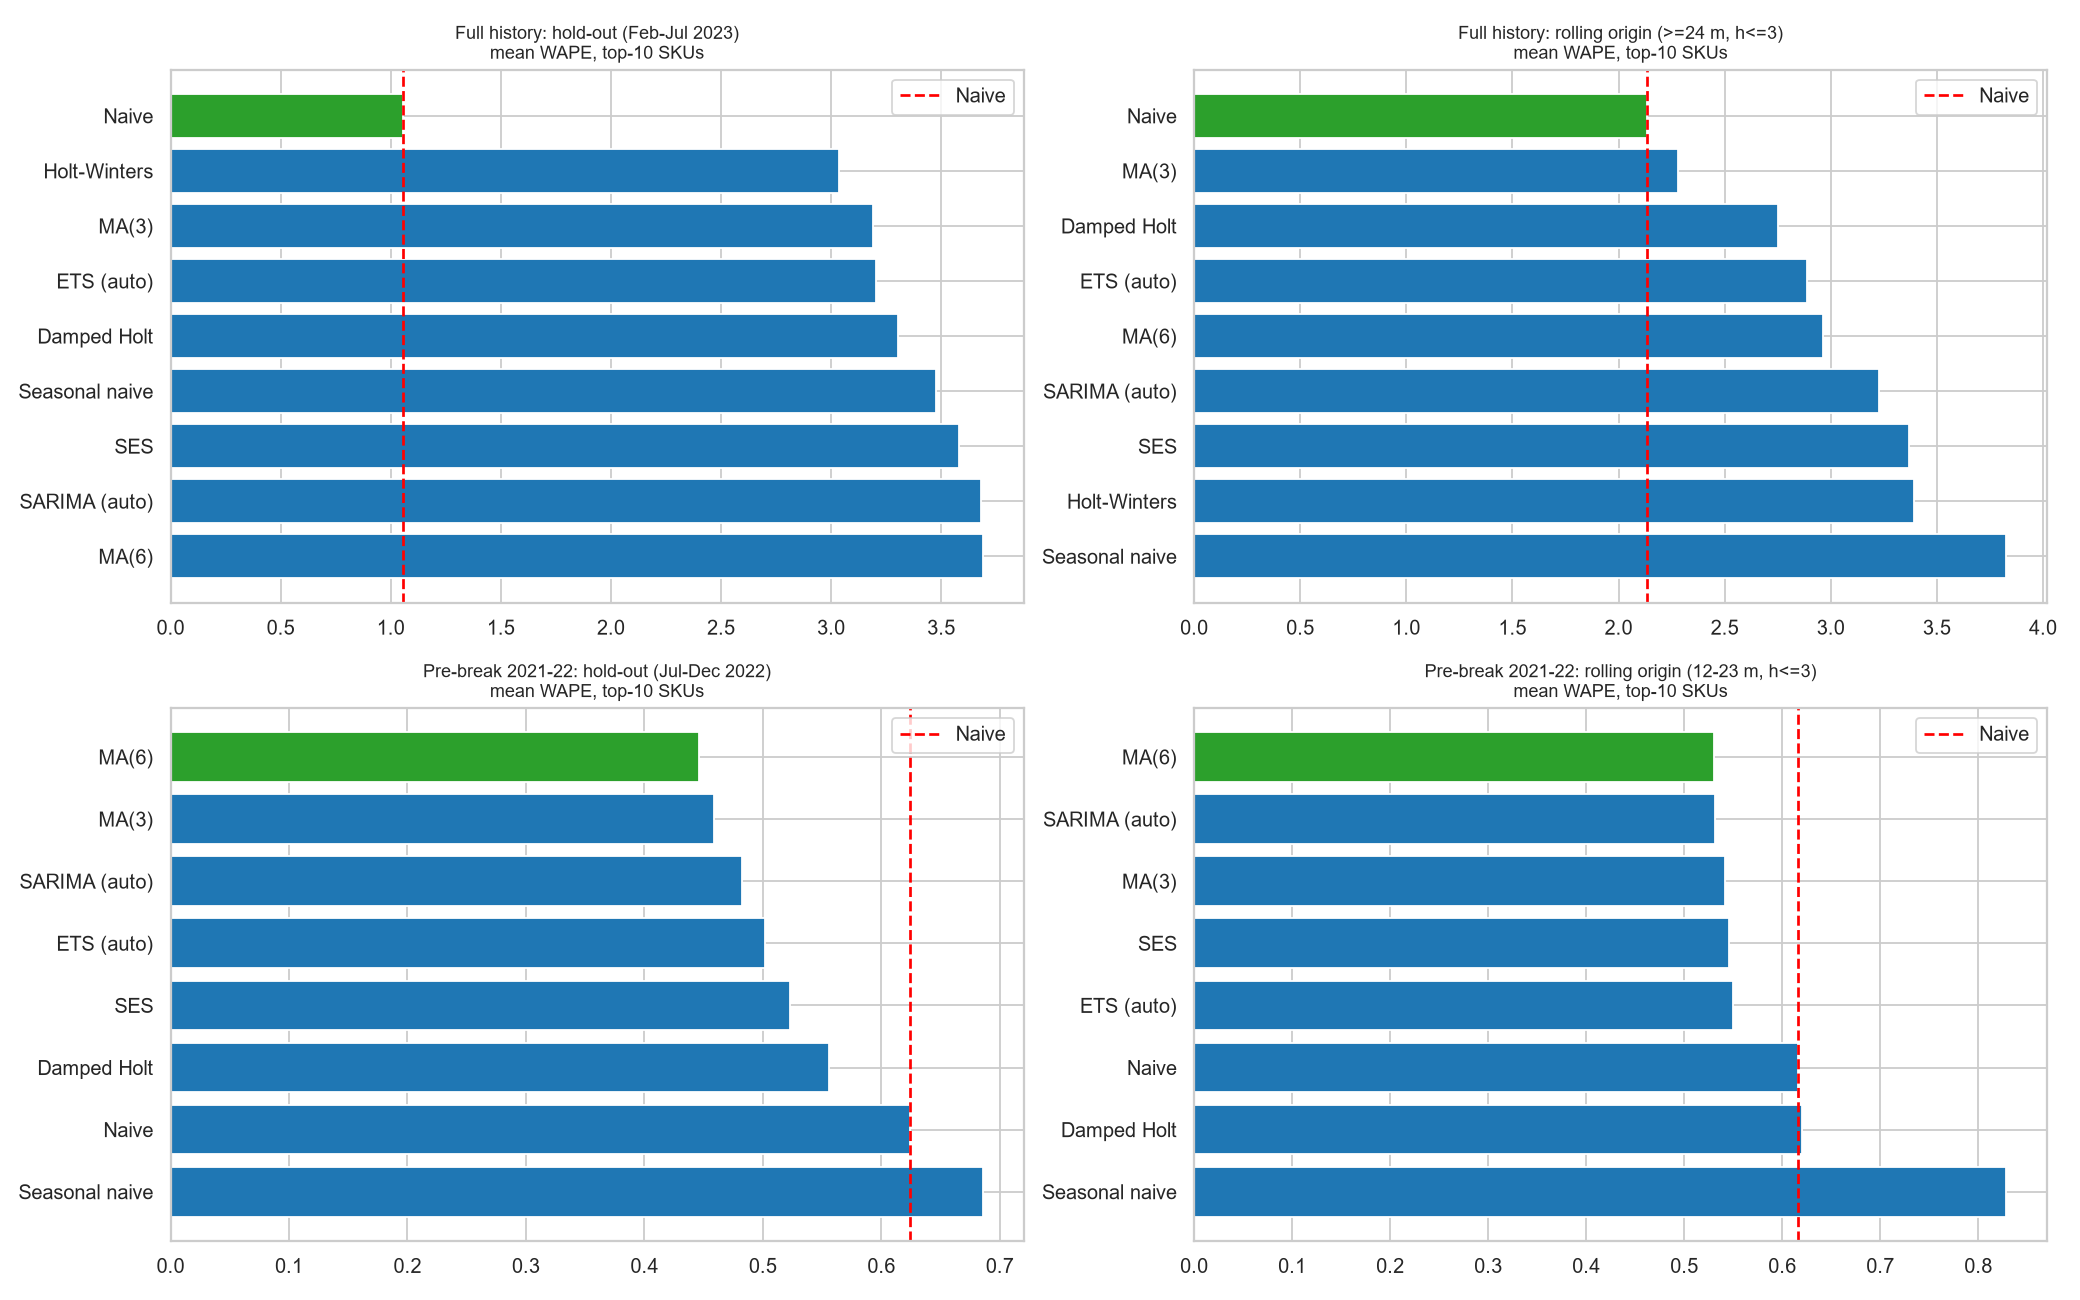 Full history: hold-out (Feb-Jul 2023)
mean WAPE, top-10 SKUs
Naive
Naive
Holt-Winters
MA(3)
ETS (auto)
Damped Holt
Seasonal naive
SES
SARIMA (auto)
MA(6)
0.0 0.5 1.0 1.5 2.0 2.5 3.0 3.5
Full history: rolling origin (>=24 m, h<=3)
mean WAPE, top-10 SKUs
Naive
Naive
MA(3)
Damped Holt
ETS (auto)
MA(6)
SARIMA (auto)
SES
Holt-Winters
Seasonal naive
0.0 0.5 1.0 1.5 2.0 2.5 3.0 3.5 4.0
Pre-break 2021-22: hold-out (Jul-Dec 2022)
mean WAPE, top-10 SKUs
Naive
MA(6)
MA(3)
SARIMA (auto)
ETS (auto)
SES
Damped Holt
Naive
Seasonal naive
0.0 0.1 0.2 0.3 0.4 0.5 0.6 0.7
Pre-break 2021-22: rolling origin (12-23 m, h<=3)
mean WAPE, top-10 SKUs
Naive
MA(6)
SARIMA (auto)
MA(3)
SES
ETS (auto)
Naive
Damped Holt
Seasonal naive
0.0 0.1 0.2 0.3 0.4 0.5 0.6 0.7 0.8